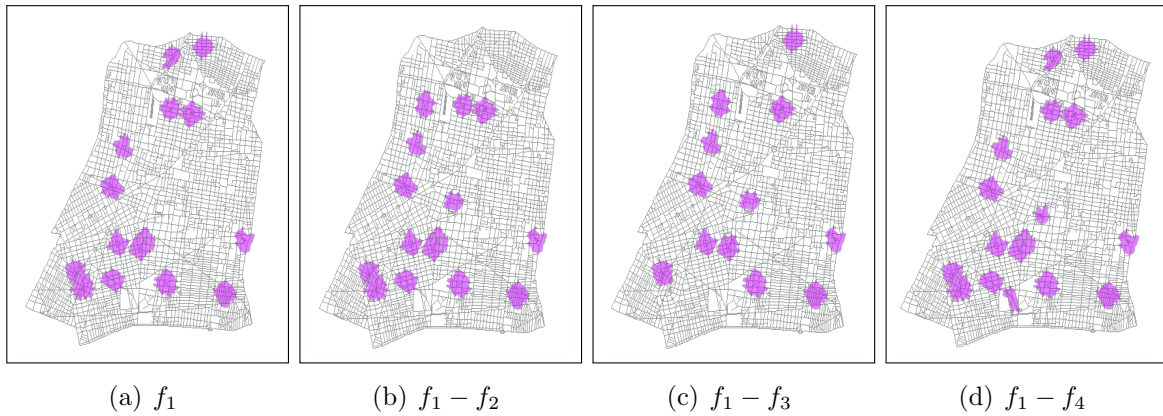 (a) f₁
(b) f₁ − f₂
(c) f₁ − f₃
(d) f₁ − f₄